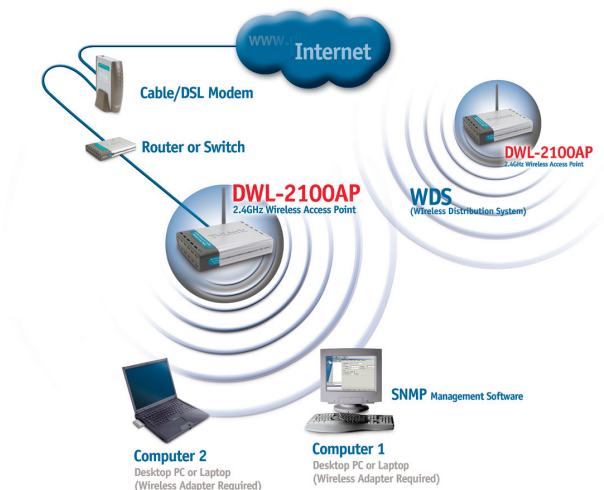 www.
Internet
Cable/DSL Modem
Router or Switch
DWL-2100AP
2.4GHz Wireless Access Point
DWL-2100AP
2.4GHz Wireless Access Point
WDS
(Wireless Distribution System)
SNMP Management Software
Computer 2
Desktop PC or Laptop
(Wireless Adapter Required)
Computer 1
Desktop PC or Laptop
(Wireless Adapter Required)